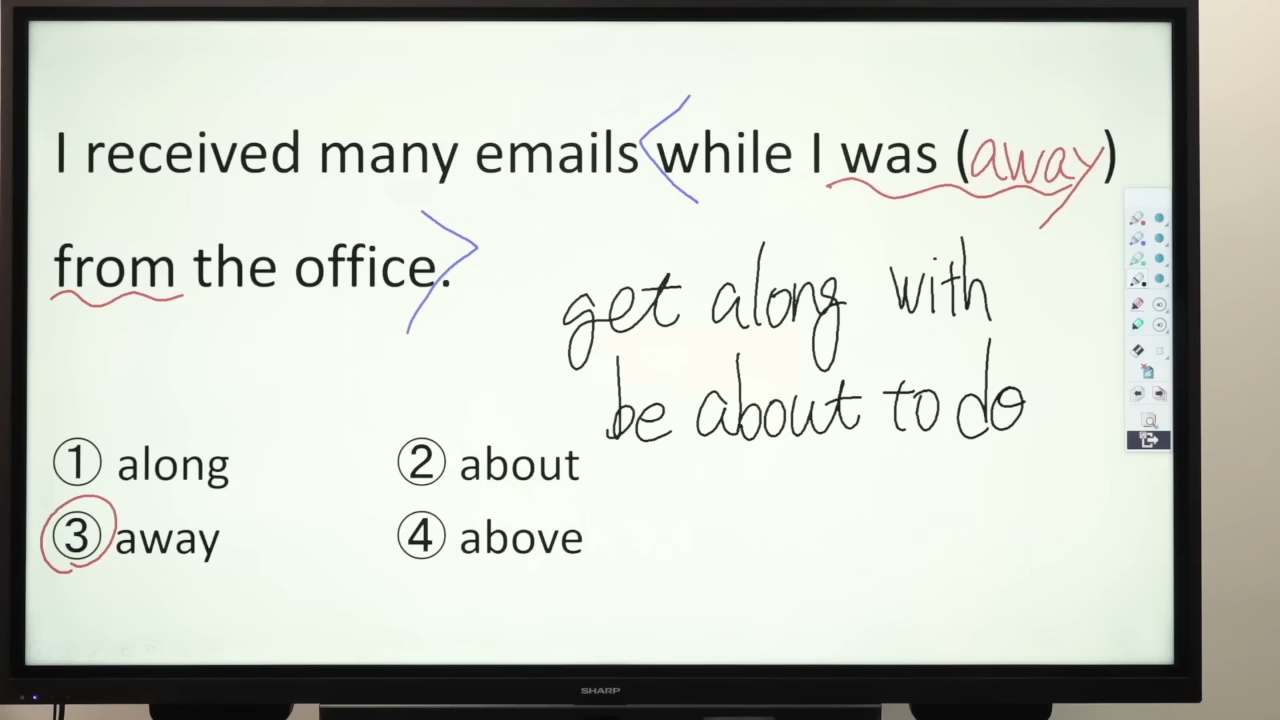 I received many emails while I was (away)
from the office.
get along with
be about to do
① along ② about
③ away ④ above
SHARP